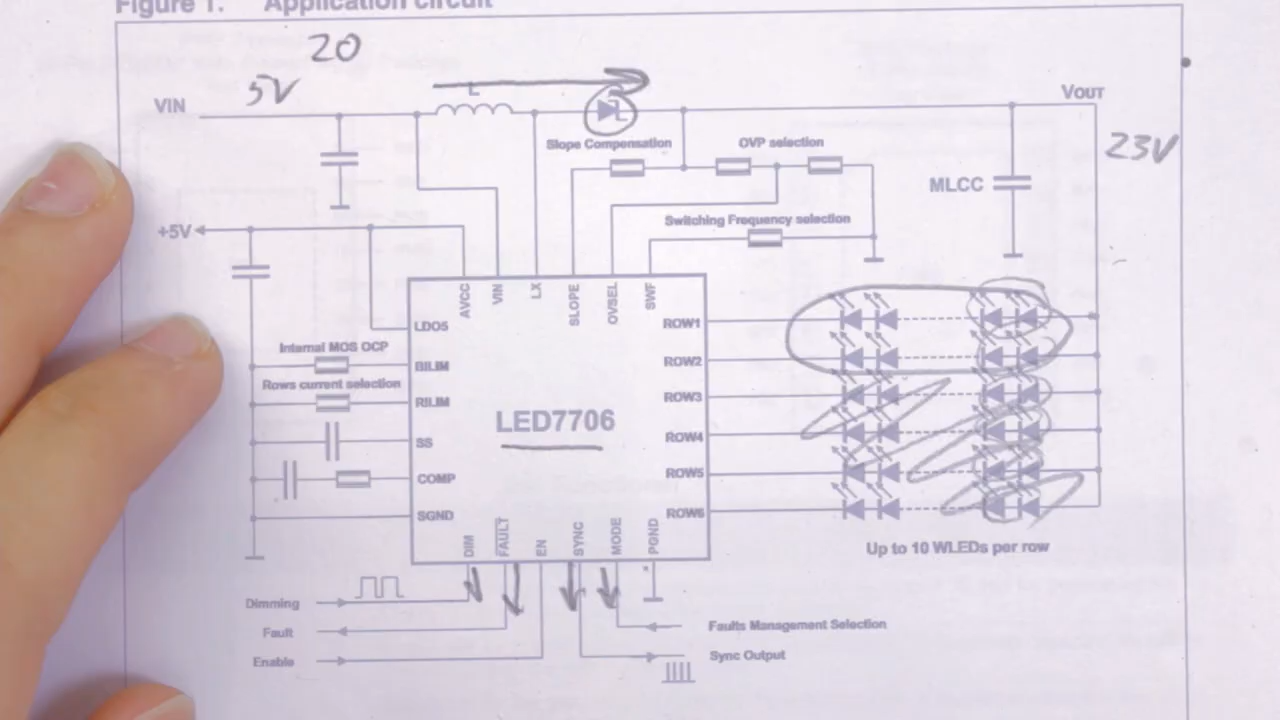 Figure 1. Application circuit
20
5V
VIN
L
VOUT
23V
Slope Compensation
OVP selection
MLCC
Switching Frequency selection
+5V
AVCC
VIN
LX
SLOPE
OVSEL
SWF
LDO5
ROW1
Internal MOS OCP
BILIM
ROW2
Rows current selection
RILIM
ROW3
LED7706
SS
ROW4
COMP
ROW5
SGND
ROW6
DIM
FAULT
EN
SYNC
MODE
PGND
Up to 10 WLEDs per row
Dimming
Fault
Faults Management Selection
Enable
Sync Output